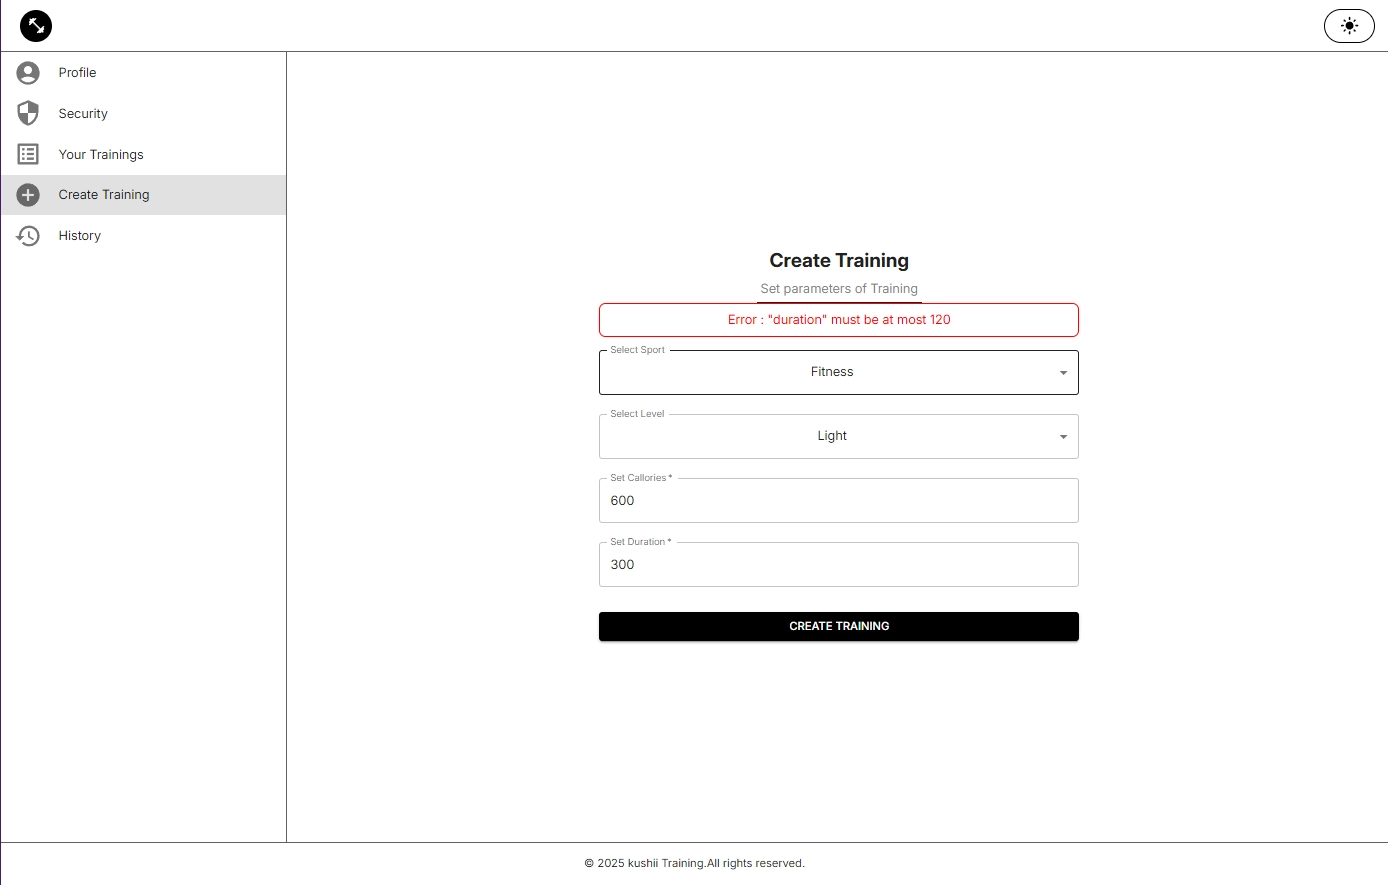 Profile
Security
Your Trainings
Create Training
History
Create Training
Set parameters of Training
Error : "duration" must be at most 120
Select Sport
Fitness
Select Level
Light
Set Callories *
600
Set Duration *
300
CREATE TRAINING
© 2025 kushii Training.All rights reserved.